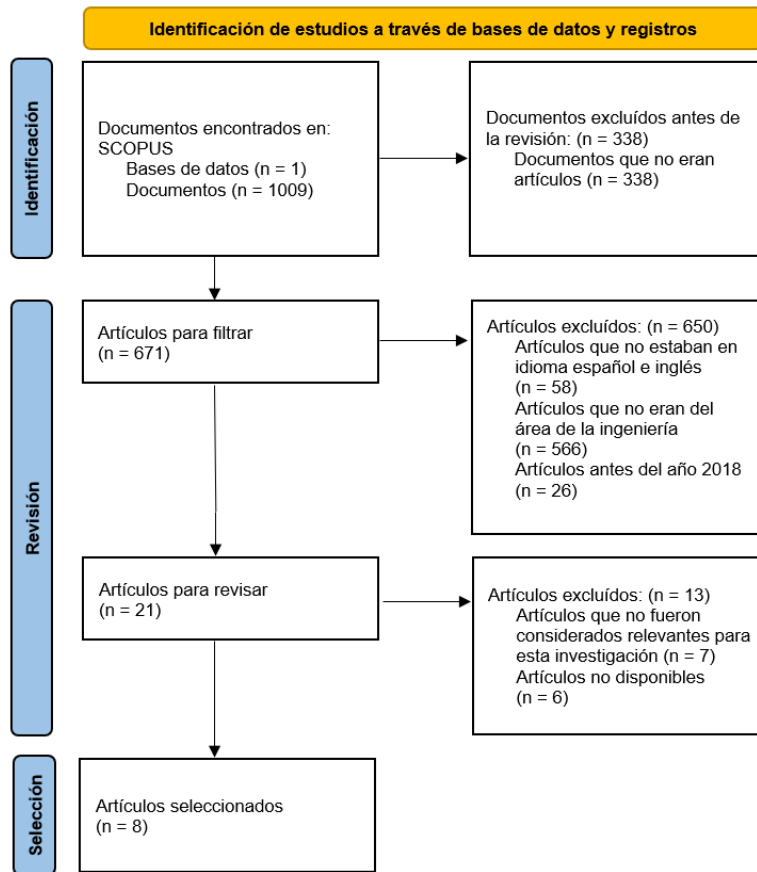 Identificación de estudios a través de bases de datos y registros
Identificación
Documentos encontrados en:
SCOPUS
Bases de datos (n = 1)
Documentos (n = 1009)
Documentos excluídos antes de
la revisión: (n = 338)
Documentos que no eran
artículos (n = 338)
Revisión
Artículos para filtrar
(n = 671)
Artículos excluídos: (n = 650)
Artículos que no estaban en
idioma español e inglés
(n = 58)
Artículos que no eran del
área de la ingeniería
(n = 566)
Artículos antes del año 2018
(n = 26)
Artículos para revisar
(n = 21)
Artículos excluídos: (n = 13)
Artículos que no fueron
considerados relevantes para
esta investigación (n = 7)
Artículos no disponibles
(n = 6)
Selección
Artículos seleccionados
(n = 8)